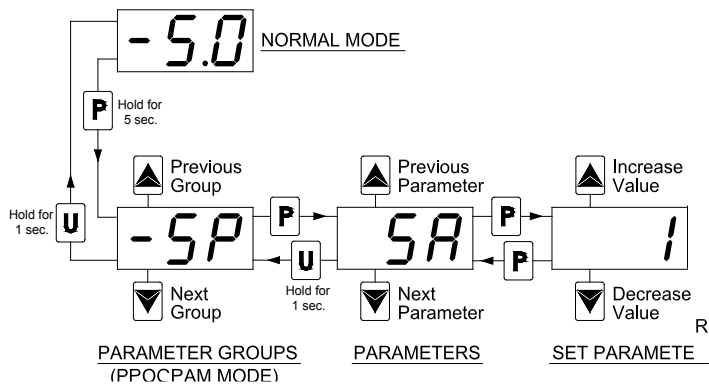 - 5.0
NORMAL MODE
P
Hold for
5 sec.
Previous
Group
Previous
Parameter
Increase
Value
Hold for
1 sec.
U
-SP
P
U
Hold for
1 sec.
SA
P
P
1
Next
Group
Next
Parameter
Decrease
Value
R
PARAMETER GROUPS
(PPOCPAM MODE)
PARAMETERS
SET PARAMETE